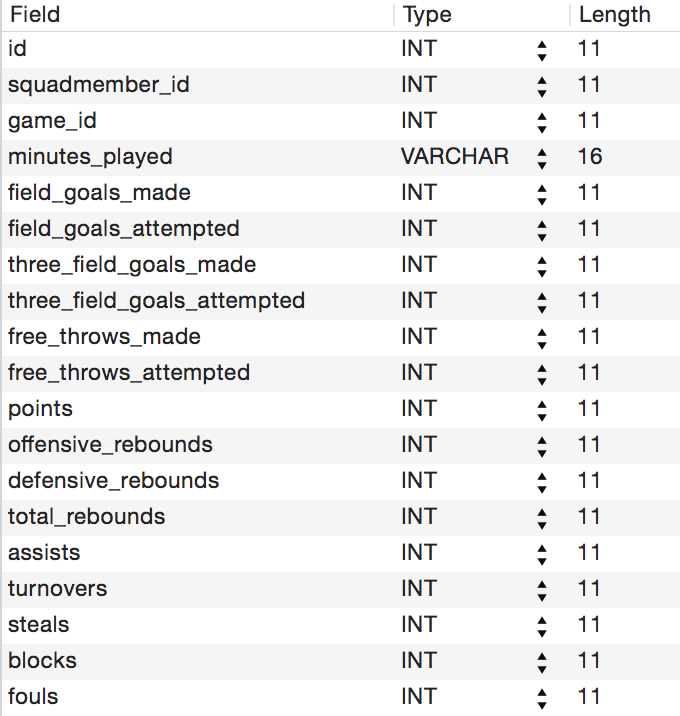 Field Type Length
id INT 11
squadmember_id INT 11
game_id INT 11
minutes_played VARCHAR 16
field_goals_made INT 11
field_goals_attempted INT 11
three_field_goals_made INT 11
three_field_goals_attempted INT 11
free_throws_made INT 11
free_throws_attempted INT 11
points INT 11
offensive_rebounds INT 11
defensive_rebounds INT 11
total_rebounds INT 11
assists INT 11
turnovers INT 11
steals INT 11
blocks INT 11
fouls INT 11